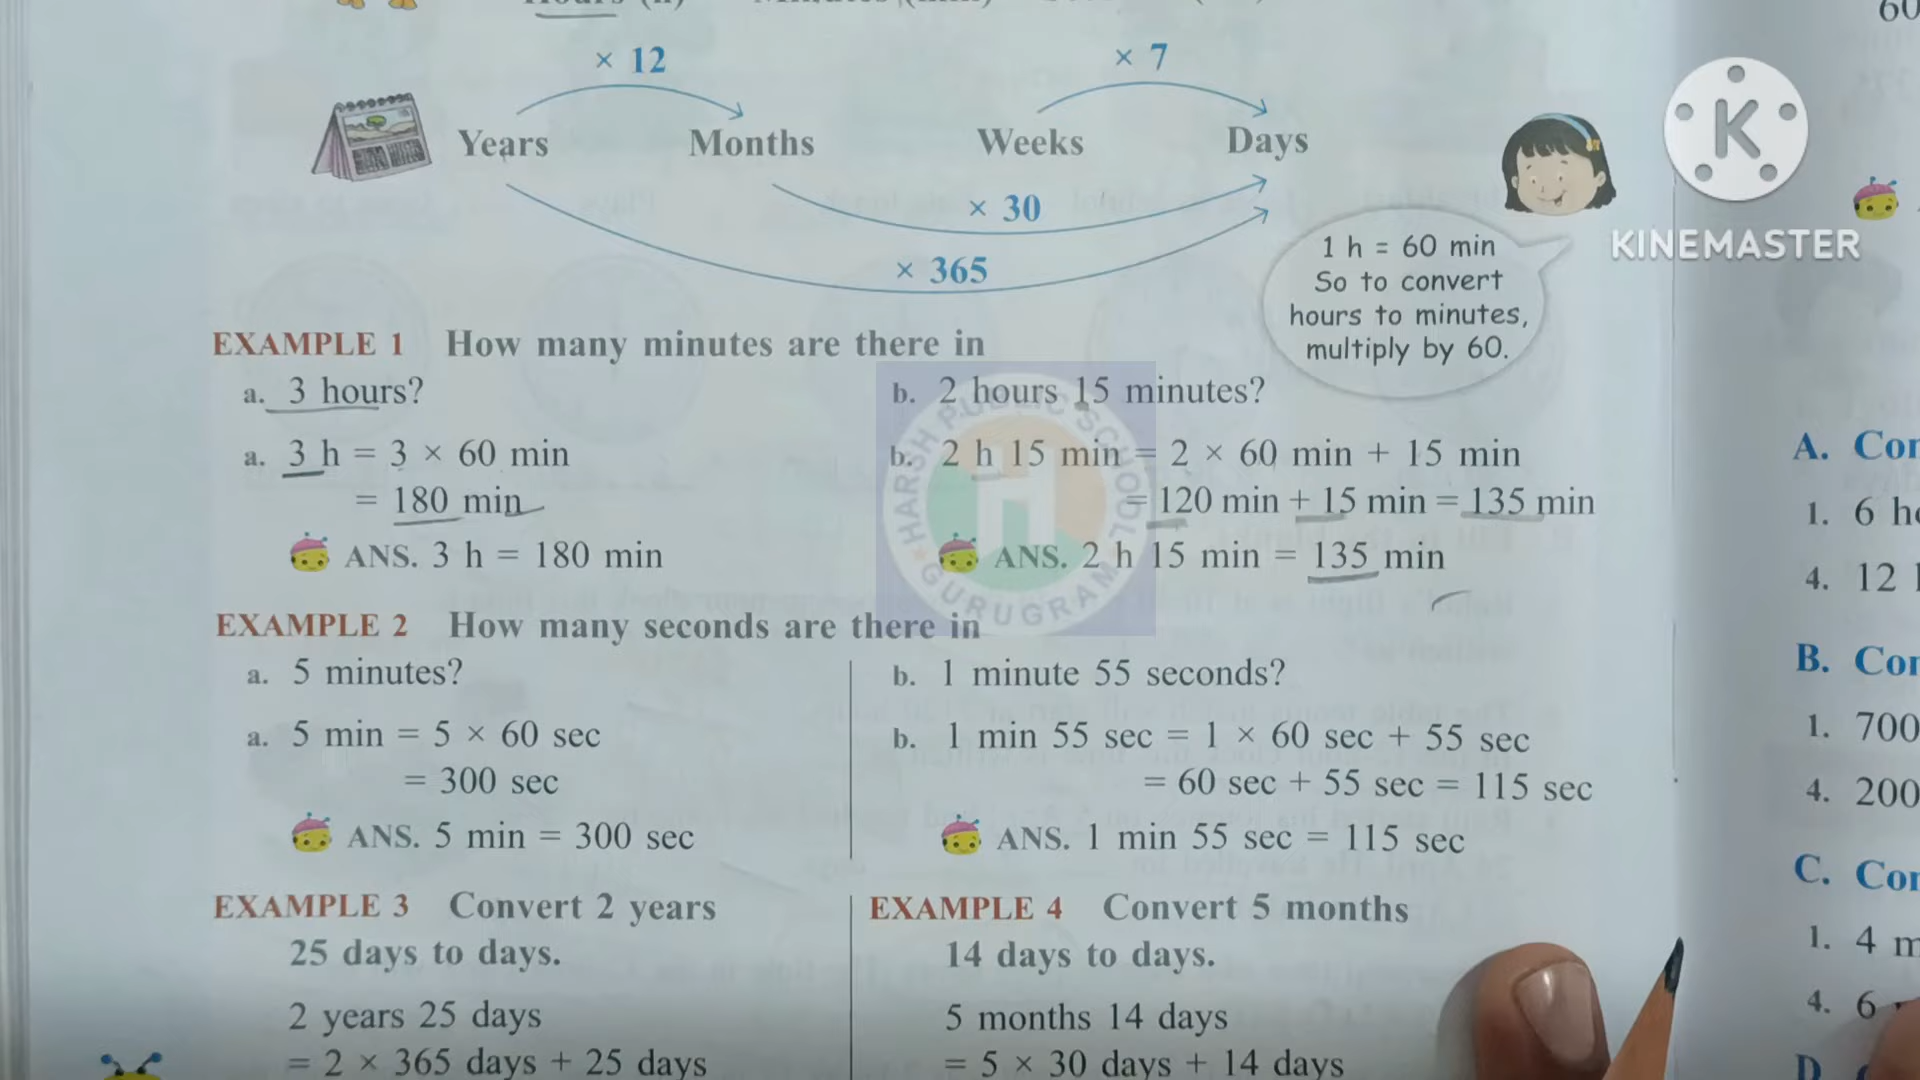 60
× 12
× 7
Years Months Weeks Days
× 30
× 365
1 h = 60 min
So to convert
hours to minutes,
multiply by 60.
KINEMASTER
K
EXAMPLE 1 How many minutes are there in
a. 3 hours?
b. 2 hours 15 minutes?
a. 3 h = 3 × 60 min
= 180 min
ANS. 3 h = 180 min
b. 2 h 15 min = 2 × 60 min + 15 min
= 120 min + 15 min = 135 min
ANS. 2 h 15 min = 135 min
HARSH PUBLIC SCHOOL
GURUGRAM
H
EXAMPLE 2 How many seconds are there in
a. 5 minutes?
b. 1 minute 55 seconds?
a. 5 min = 5 × 60 sec
= 300 sec
ANS. 5 min = 300 sec
b. 1 min 55 sec = 1 × 60 sec + 55 sec
= 60 sec + 55 sec = 115 sec
ANS. 1 min 55 sec = 115 sec
EXAMPLE 3 Convert 2 years
25 days to days.
2 years 25 days
= 2 × 365 days + 25 days
EXAMPLE 4 Convert 5 months
14 days to days.
5 months 14 days
= 5 × 30 days + 14 days
A.
1. 6
4. 12
B.
1. 700
4. 200
C.
1. 4
4. 6
D